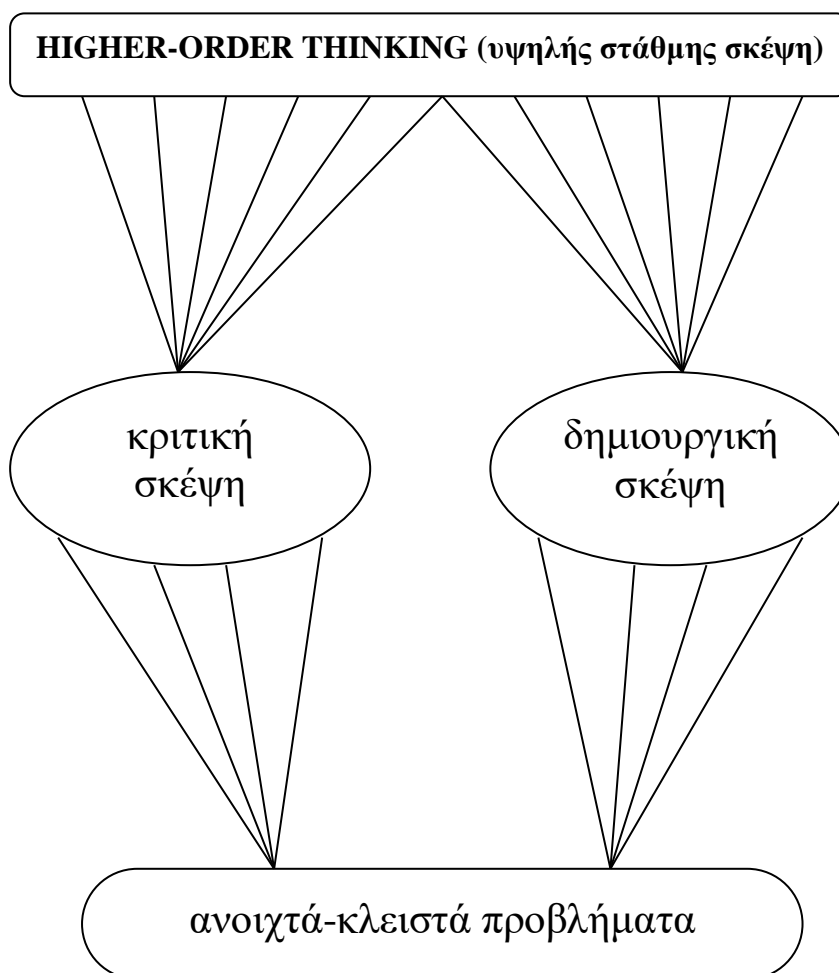 HIGHER-ORDER THINKING (υψηλής στάθμης σκέψη)
κριτική
σκέψη
δημιουργική
σκέψη
ανοιχτά-κλειστά προβλήματα